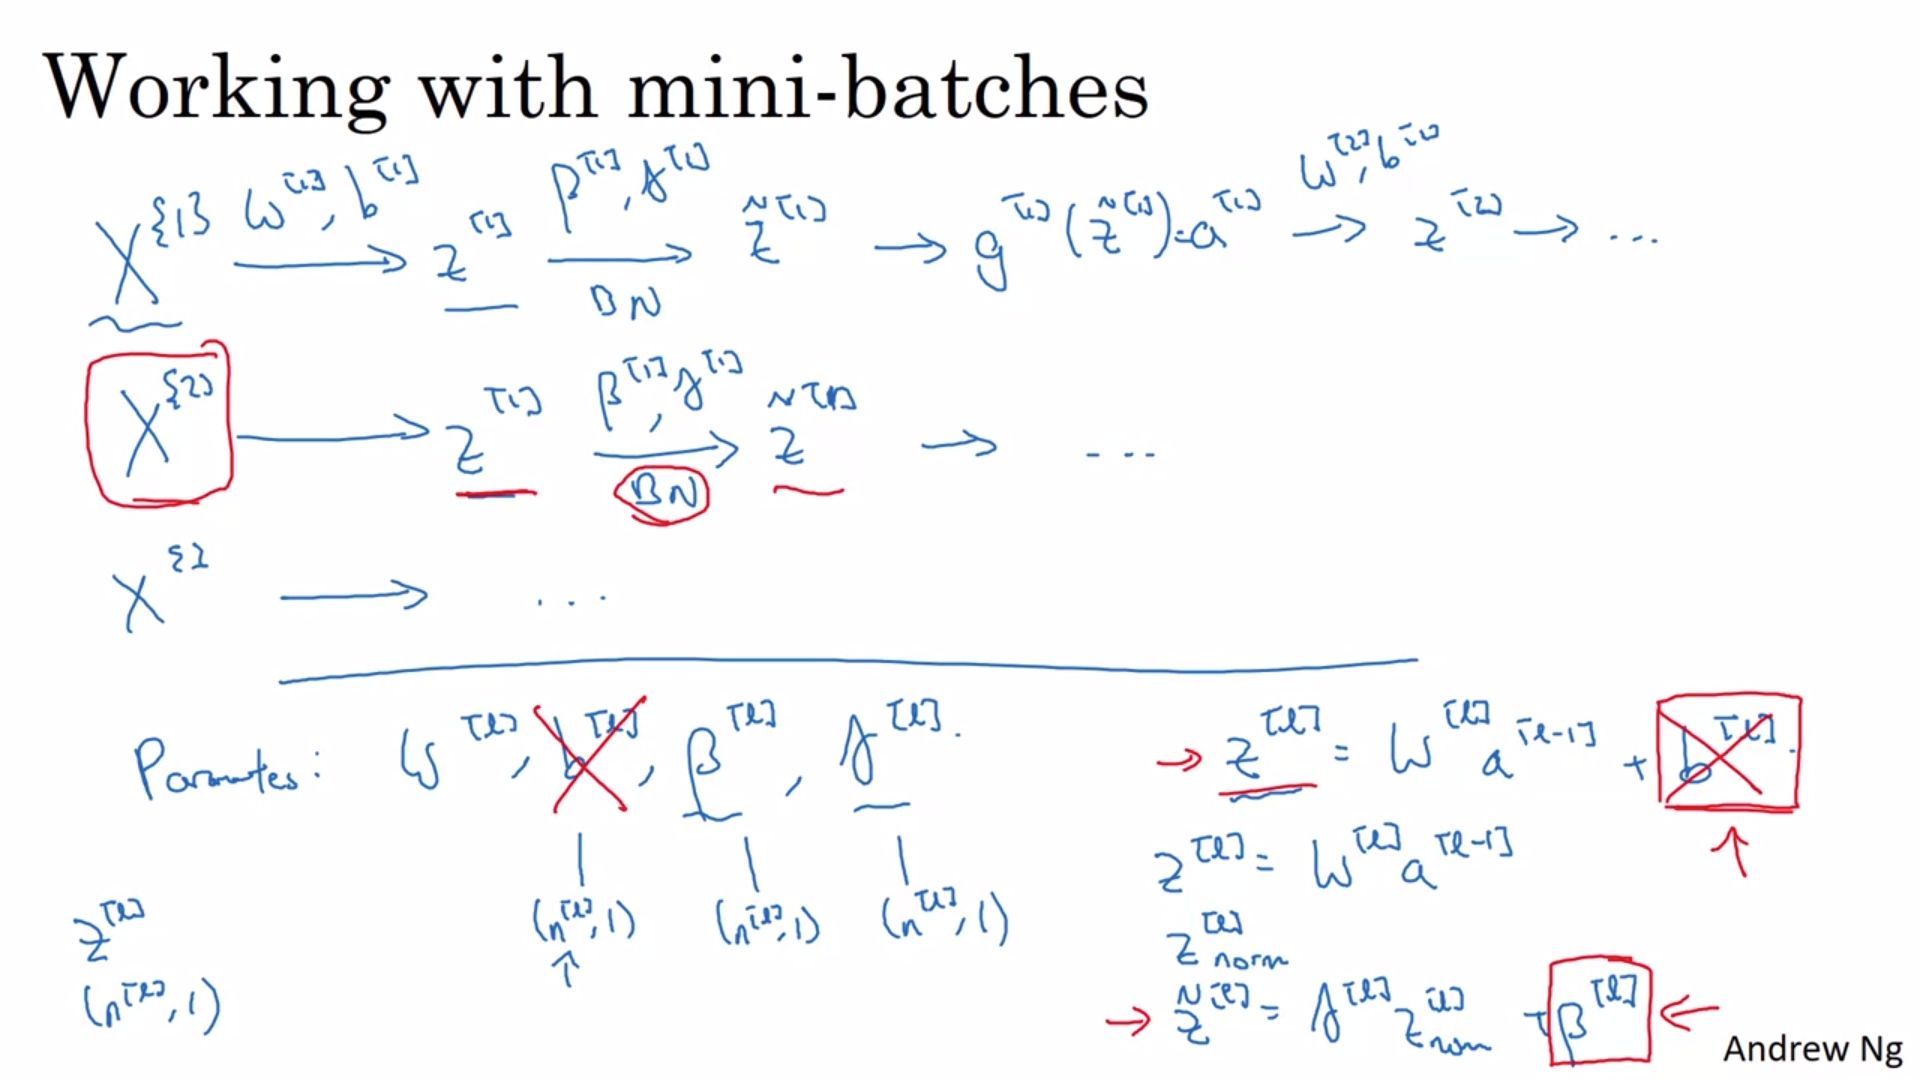 Working with mini-batches
X^{1} W^[1], b^[1] → z^[1] β^[1], γ^[1] → BN z̃^[1] → g^[1](z̃^[1]) = a^[1] W^[2], b^[2] → z^[2] → ...
X^{2} → z^[1] β^[1], γ^[1] → BN z̃^[1] → ...
X^{} → ...
Parameters: W^[l], b^[l], β^[l], γ^[l].
(n^[l], 1) (n^[l], 1) (n^[l], 1)
↑
z^[l]
(n^[l], 1)
→ z^[l] = W^[l] a^[l-1] + b^[l].
↑
z^[l] = W^[l] a^[l-1]
z^[l] norm
→ z̃^[l] = γ^[l] z^[l] norm + β^[l] ←
Andrew Ng